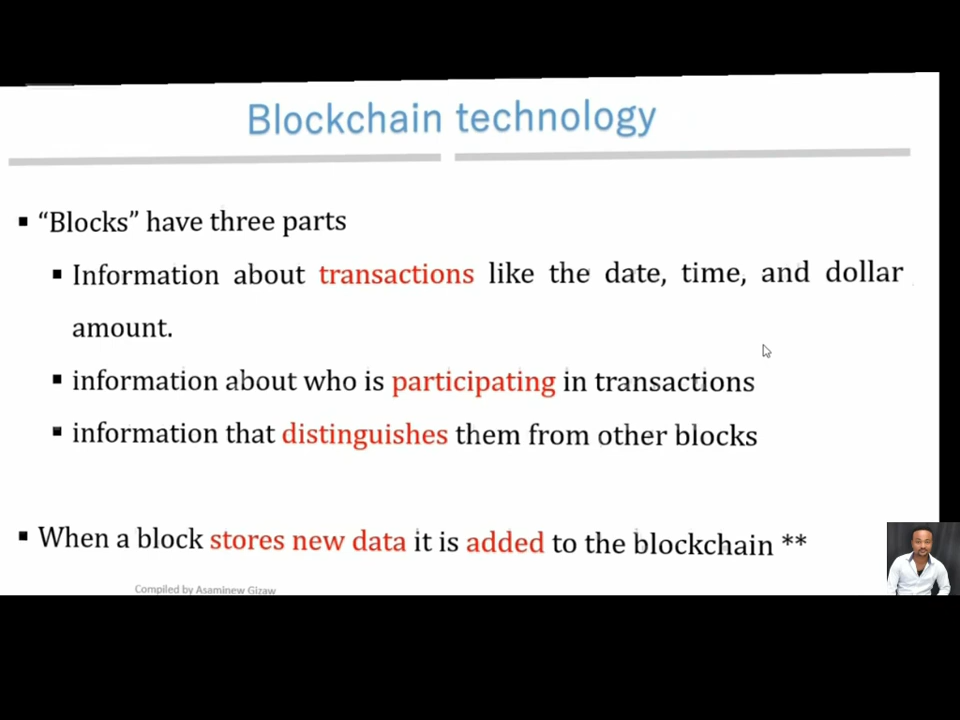 Blockchain technology
▪ “Blocks” have three parts
▪ Information about transactions like the date, time, and dollar
amount.
▪ information about who is participating in transactions
▪ information that distinguishes them from other blocks
▪ When a block stores new data it is added to the blockchain **
Compiled by Asaminew Gizaw